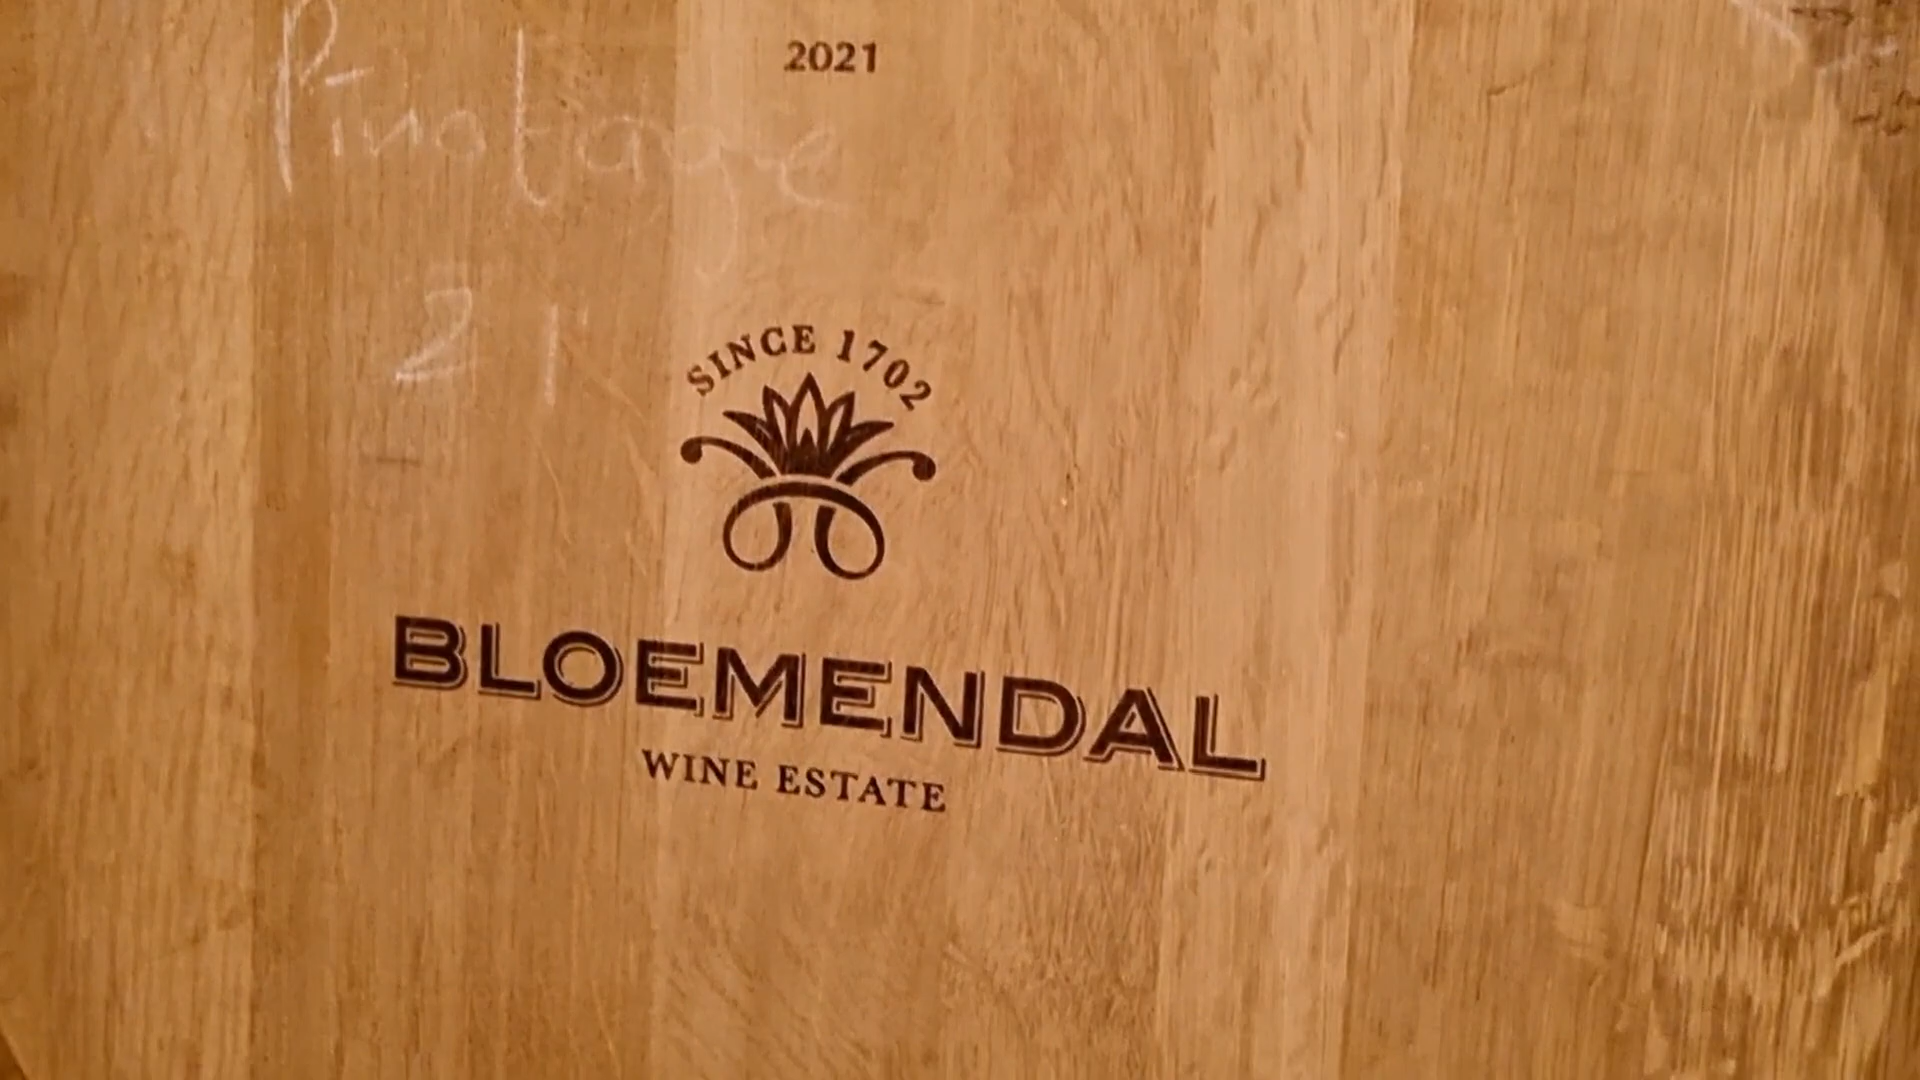 2021
Pinotage
21
SINCE 1702
BLOEMENDAL
WINE ESTATE